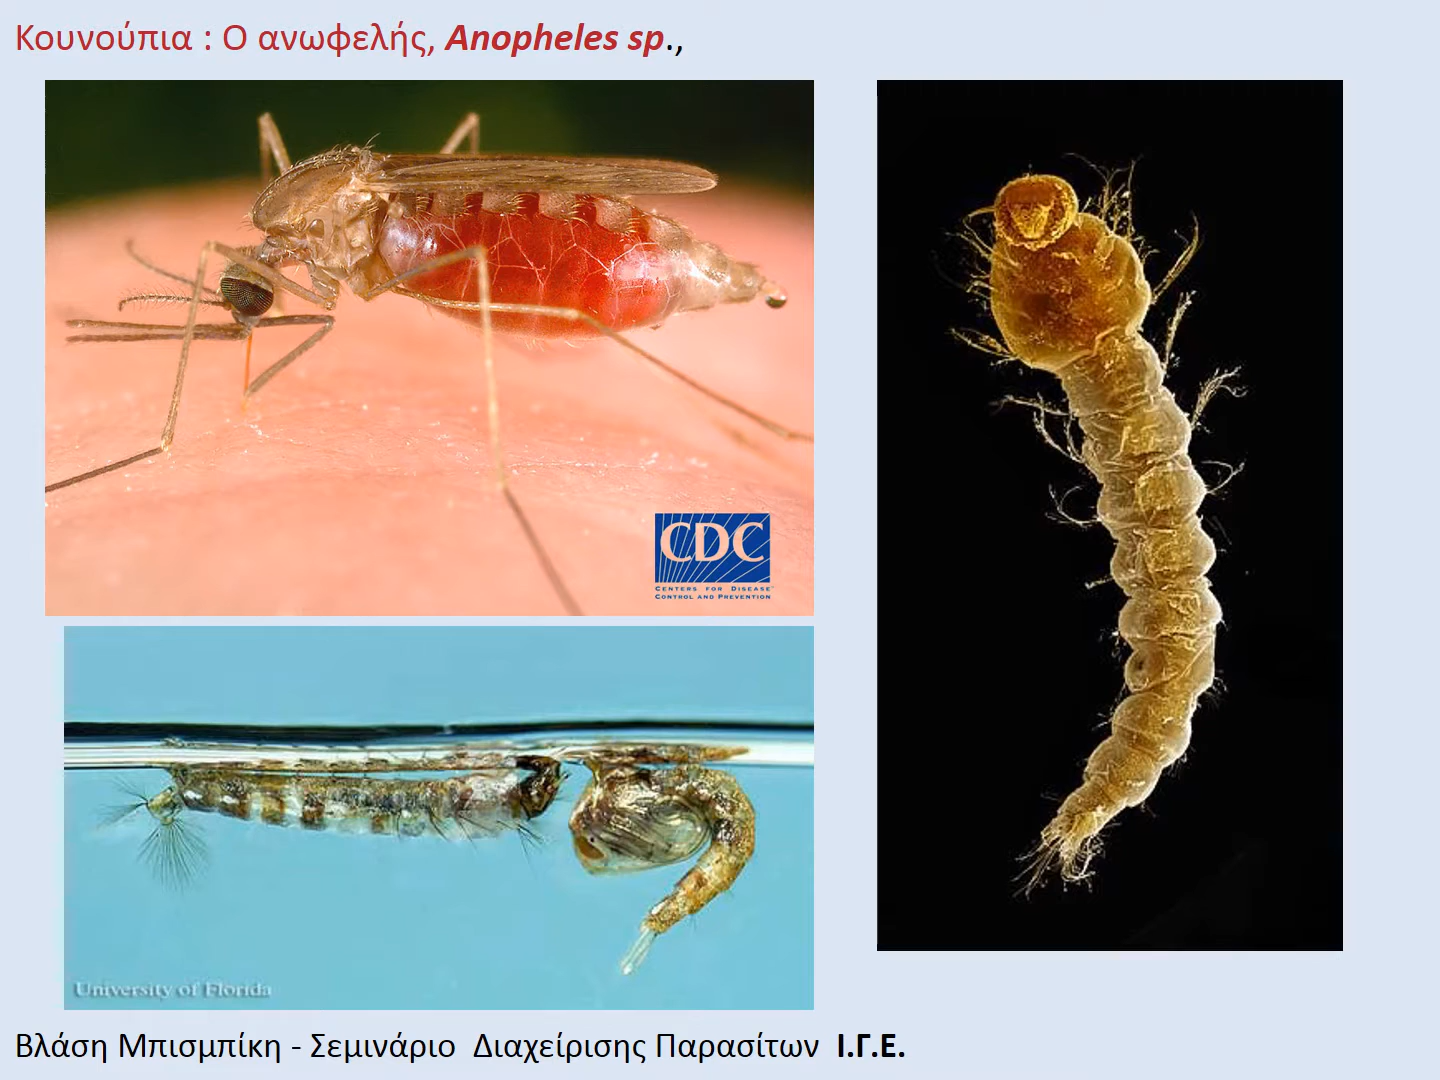 Κουνούπια : Ο ανωφελής, Anopheles sp.,
CDC
CENTERS FOR DISEASE
CONTROL AND PREVENTION
University of Florida
Βλάση Μπισμπίκη - Σεμινάριο Διαχείρισης Παρασίτων Ι.Γ.Ε.